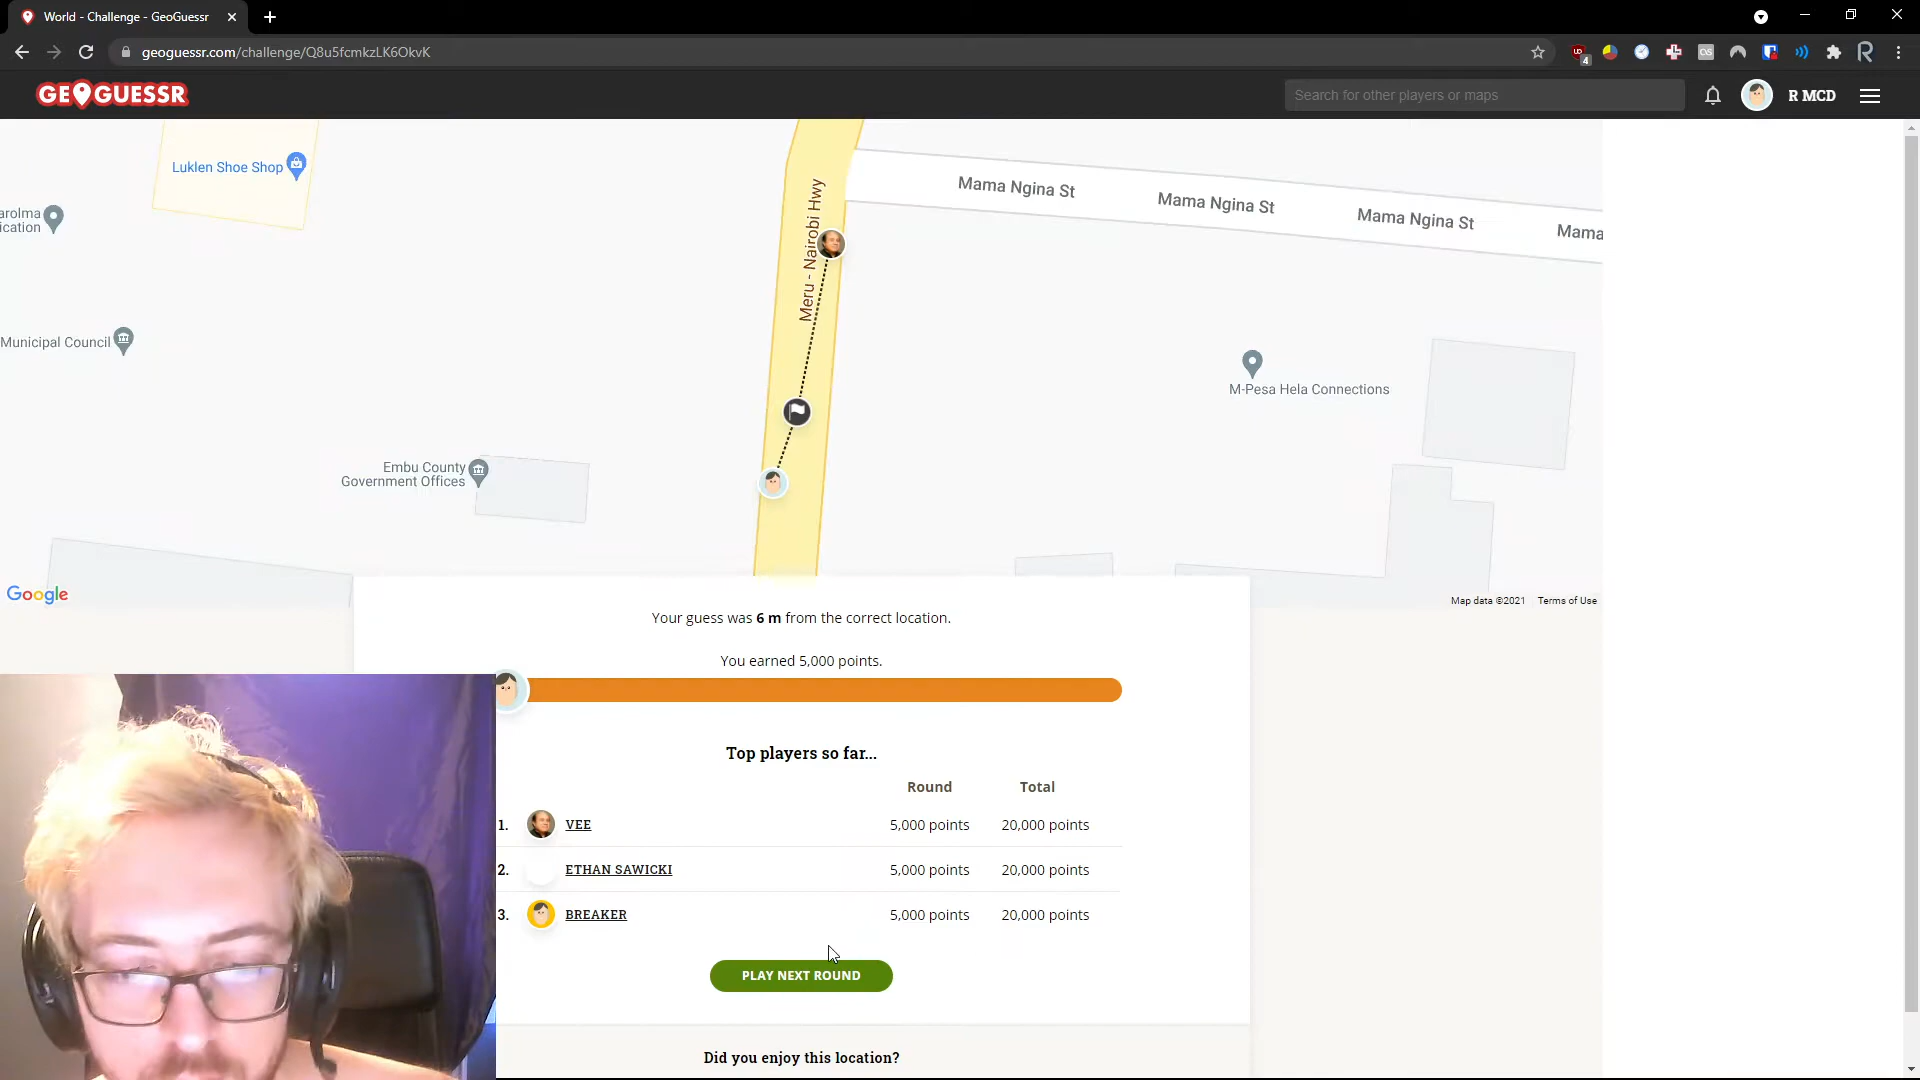 World - Challenge - GeoGuessr
geoguessr.com/challenge/Q8u5fcmkzLK6OkvK
4
GEOGUESSR
Search for other players or maps
R MCD
Luklen Shoe Shop
arolma
ication
Municipal Council
Embu County
Government Offices
Meru - Nairobi Hwy
Mama Ngina St
Mama Ngina St
Mama Ngina St
Mama
M-Pesa Hela Connections
Google
Map data ©2021 Terms of Use
Your guess was 6 m from the correct location.
You earned 5,000 points.
Top players so far...
Round Total
1. VEE 5,000 points 20,000 points
2. ETHAN SAWICKI 5,000 points 20,000 points
3. BREAKER 5,000 points 20,000 points
PLAY NEXT ROUND
Did you enjoy this location?